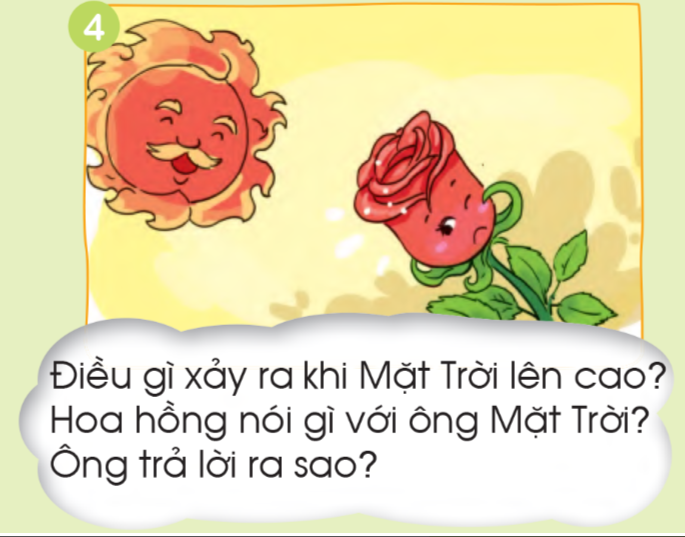 4
Điều gì xảy ra khi Mặt Trời lên cao?
Hoa hồng nói gì với ông Mặt Trời?
Ông trả lời ra sao?